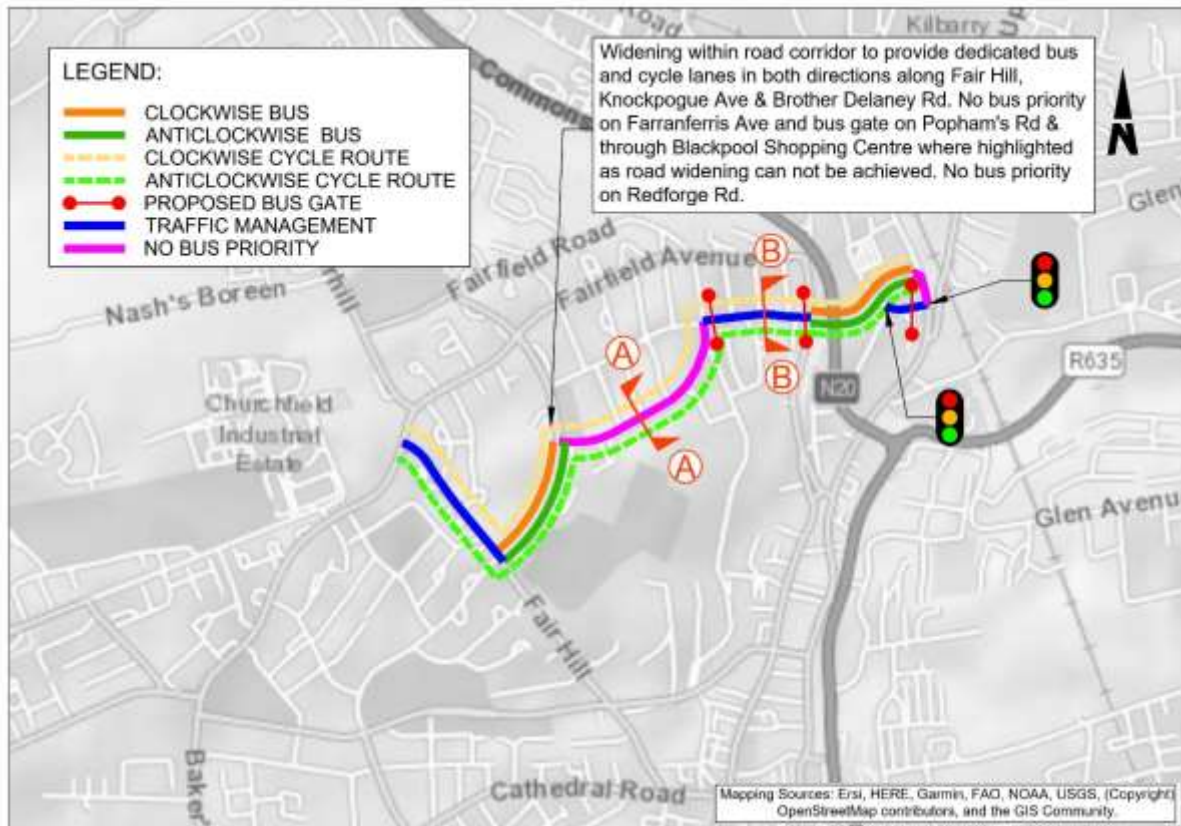 Road
Kilbarry
Up
Commons
LEGEND:
CLOCKWISE BUS
ANTICLOCKWISE BUS
CLOCKWISE CYCLE ROUTE
ANTICLOCKWISE CYCLE ROUTE
PROPOSED BUS GATE
TRAFFIC MANAGEMENT
NO BUS PRIORITY
Widening within road corridor to provide dedicated bus
and cycle lanes in both directions along Fair Hill,
Knockpogue Ave & Brother Delaney Rd. No bus priority
on Farranferris Ave and bus gate on Popham's Rd &
through Blackpool Shopping Centre where highlighted
as road widening can not be achieved. No bus priority
on Redforge Rd.
N
Glen
Nash's Boreen
rhill
Fairfield Road
Fairfield Avenue
B
B
A
A
N20
R635
Churchfield
Industrial
Estate
Glen Avenue
Fair Hill
Baker'
Cathedral Road
Mapping Sources: Ersi, HERE, Garmin, FAO, NOAA, USGS, (Copyright)
OpenStreetMap contributors, and the GIS Community.